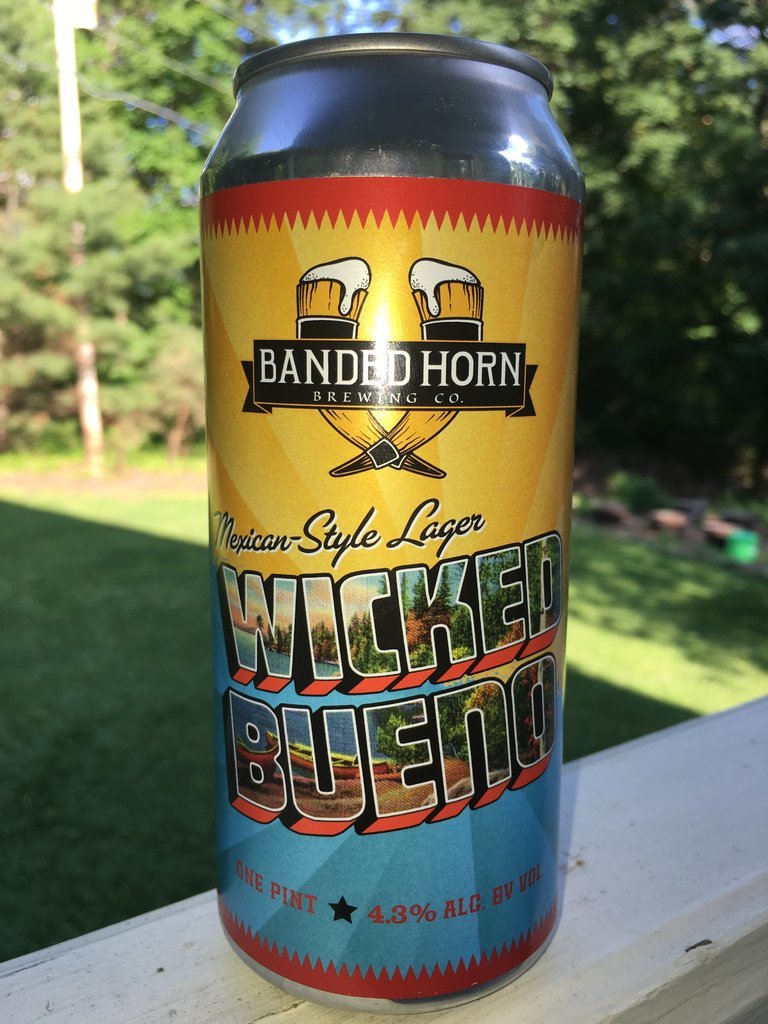 BANDED HORN
BREWING CO.
Mexican-Style Lager
WICKED
BUENO
ONE PINT ★ 4.3% ALC. BY VOL